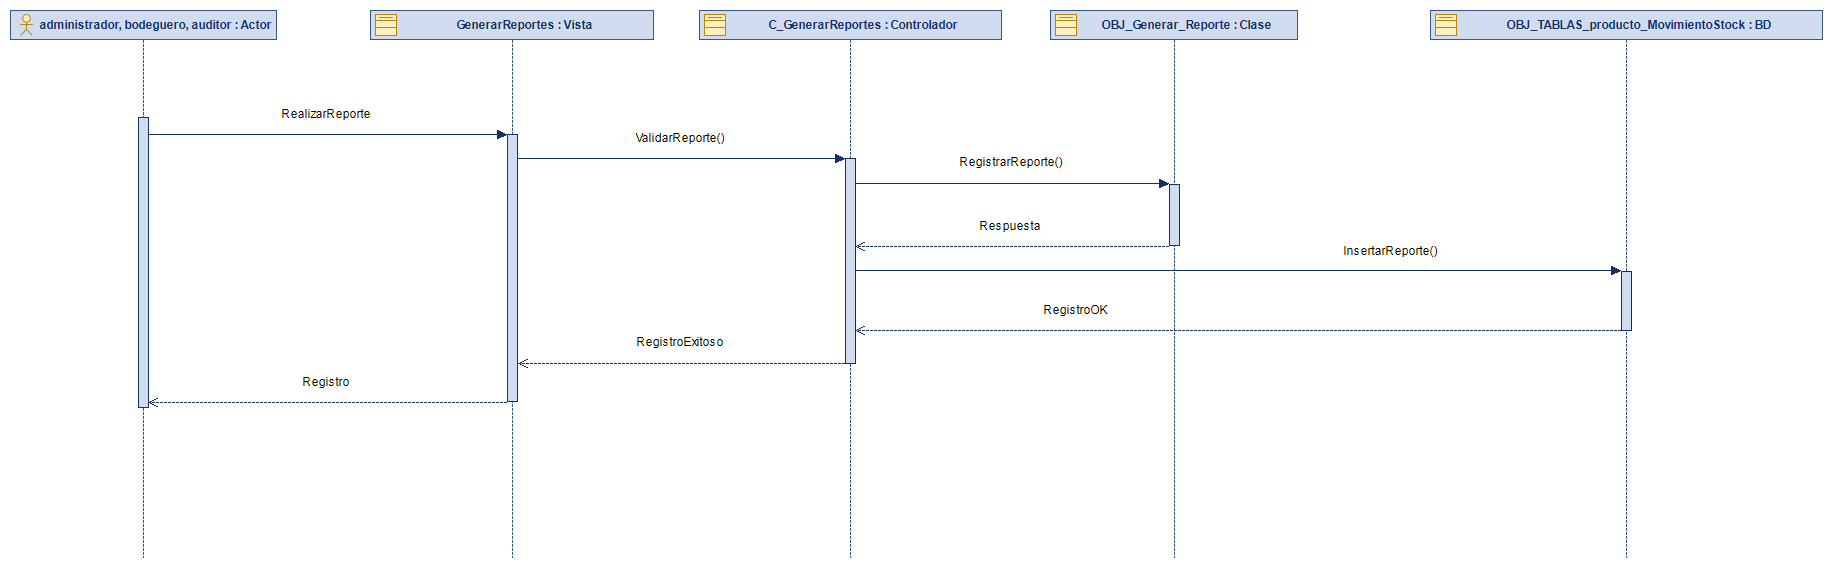 administrador, bodeguero, auditor : Actor
GenerarReportes : Vista
C_GenerarReportes : Controlador
OBJ_Generar_Reporte : Clase
OBJ_TABLAS_producto_MovimientoStock : BD
RealizarReporte
ValidarReporte()
RegistrarReporte()
Respuesta
InsertarReporte()
RegistroOK
RegistroExitoso
Registro